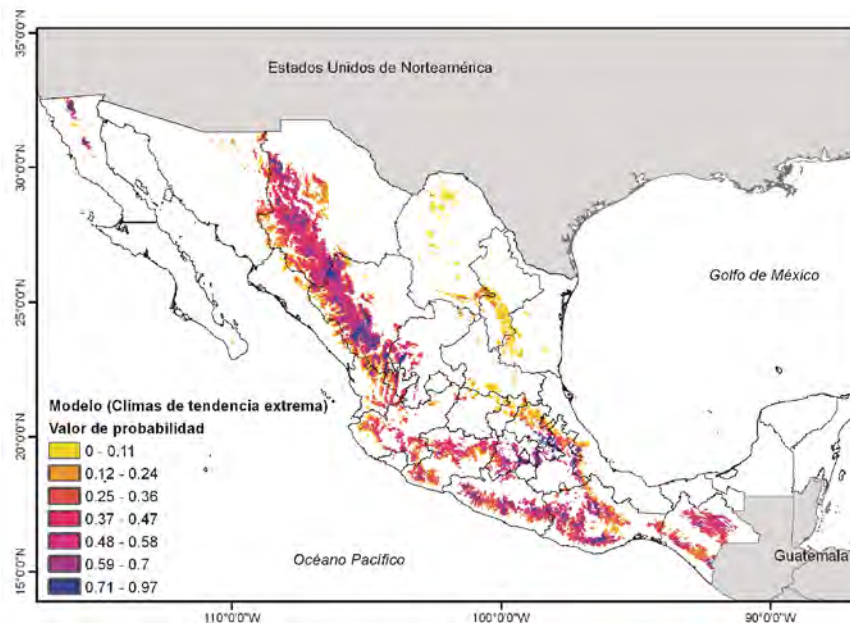 35°0'0"N
30°0'0"N
25°0'0"N
20°0'0"N
15°0'0"N
Estados Unidos de Norteamérica
Golfo de México
Modelo (Climas de tendencia extrema)
Valor de probabilidad
0 - 0.11
0.12 - 0.24
0.25 - 0.36
0.37 - 0.47
0.48 - 0.58
0.59 - 0.7
0.71 - 0.97
Océano Pacífico
Guatemala
110°0'0"W
100°0'0"W
90°0'0"W